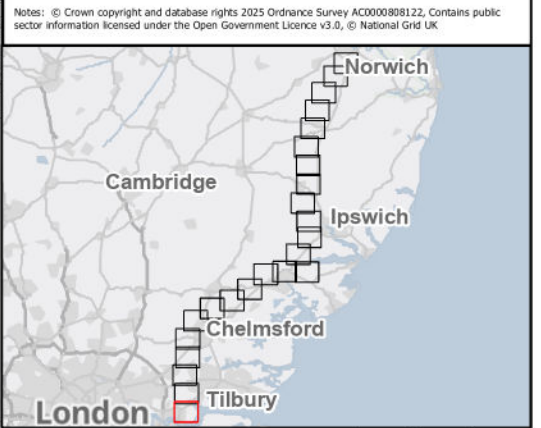 Notes: © Crown copyright and database rights 2025 Ordnance Survey AC0000808122, Contains public
sector information licensed under the Open Government Licence v3.0, © National Grid UK
Norwich
Cambridge
Ipswich
Chelmsford
Tilbury
London